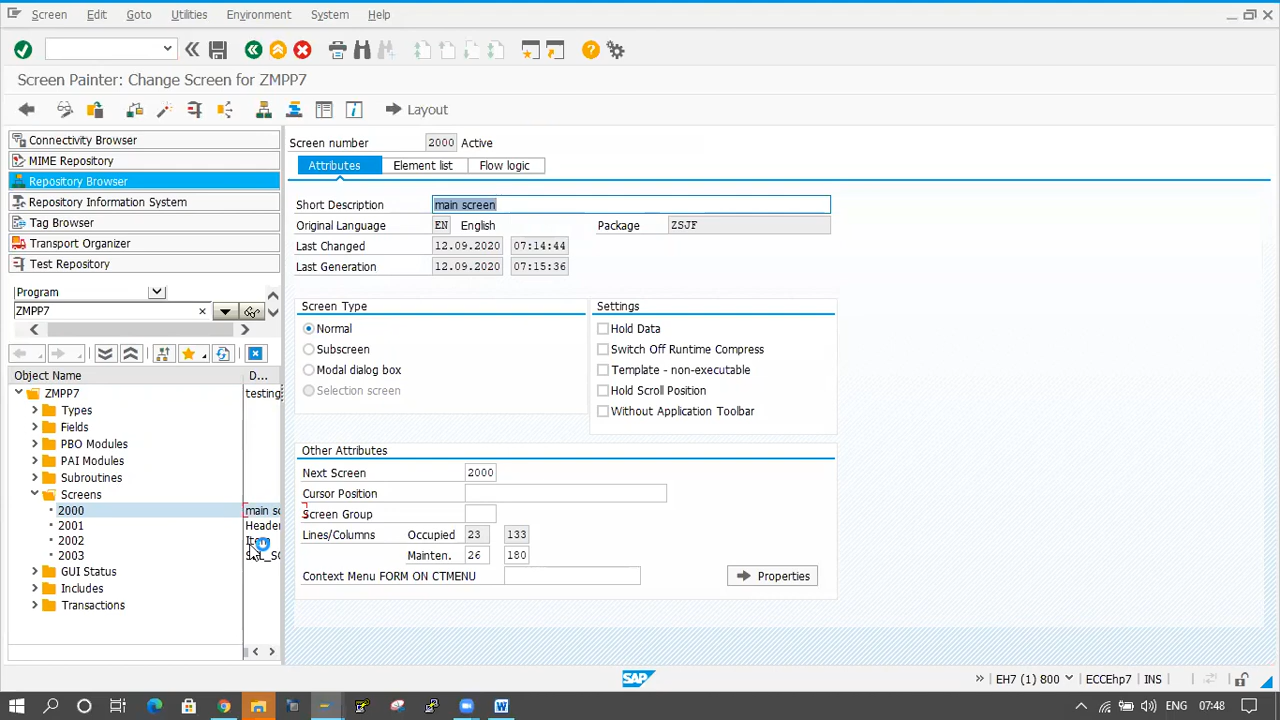 Screen Edit Goto Utilities Environment System Help
Screen Painter: Change Screen for ZMPP7
Layout
Connectivity Browser
MIME Repository
Repository Browser
Repository Information System
Tag Browser
Transport Organizer
Test Repository
Program
ZMPP7
Object Name D...
ZMPP7 testing
Types
Fields
PBO Modules
PAI Modules
Subroutines
Screens
2000 main sc
2001 Header
2002
2003
GUI Status
Includes
Transactions
Screen number 2000 Active
Attributes Element list Flow logic
Short Description main screen
Original Language EN English Package ZSJF
Last Changed 12.09.2020 07:14:44
Last Generation 12.09.2020 07:15:36
Screen Type
Normal
Subscreen
Modal dialog box
Selection screen
Settings
Hold Data
Switch Off Runtime Compress
Template - non-executable
Hold Scroll Position
Without Application Toolbar
Other Attributes
Next Screen 2000
Cursor Position
Screen Group
Lines/Columns Occupied 23 133
Mainten. 26 180
Context Menu FORM ON CTMENU Properties
SAP EH7 (1) 800 ECCEhp7 INS
ENG 07:48